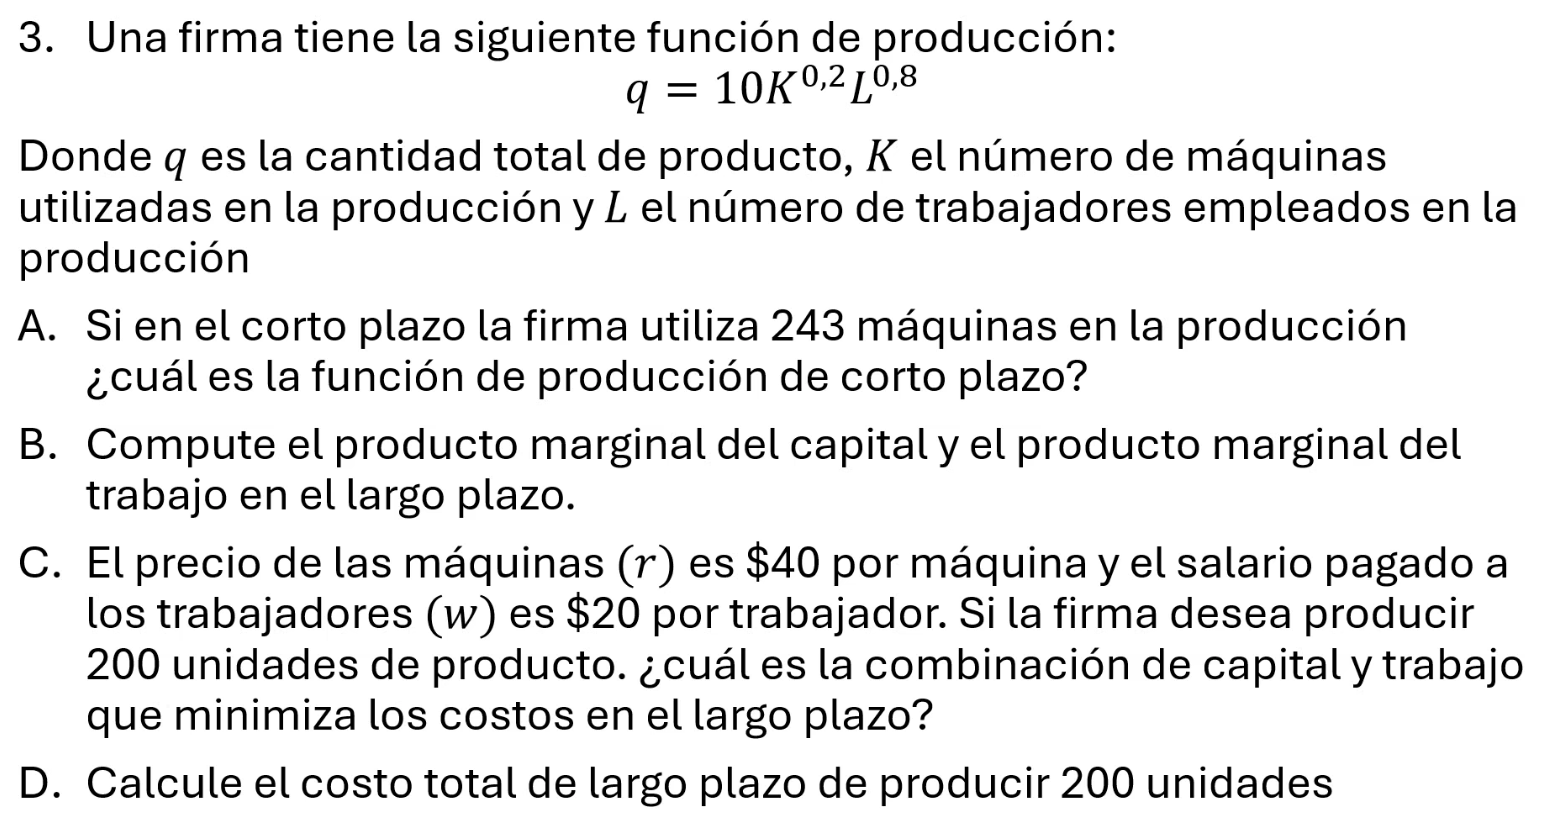 3. Una firma tiene la siguiente función de producción:
q = 10K^{0,2}L^{0,8}
Donde q es la cantidad total de producto, K el número de máquinas
utilizadas en la producción y L el número de trabajadores empleados en la
producción
A. Si en el corto plazo la firma utiliza 243 máquinas en la producción
¿cuál es la función de producción de corto plazo?
B. Compute el producto marginal del capital y el producto marginal del
trabajo en el largo plazo.
C. El precio de las máquinas (r) es $40 por máquina y el salario pagado a
los trabajadores (w) es $20 por trabajador. Si la firma desea producir
200 unidades de producto. ¿cuál es la combinación de capital y trabajo
que minimiza los costos en el largo plazo?
D. Calcule el costo total de largo plazo de producir 200 unidades